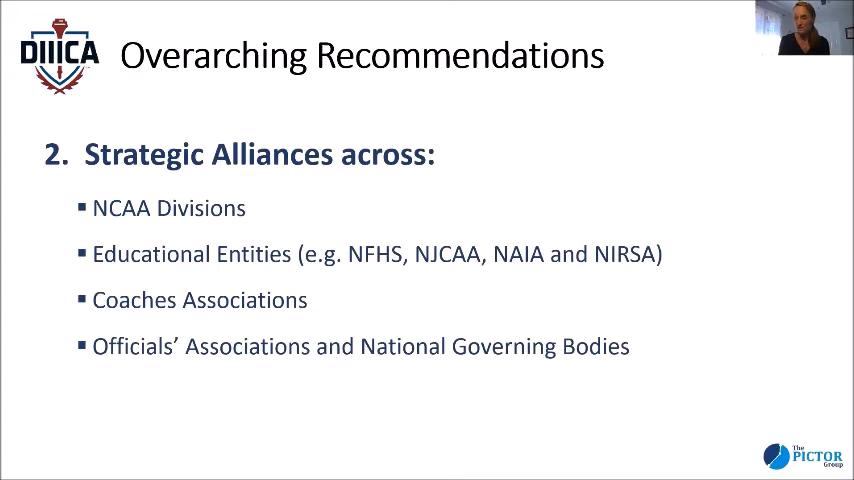 DIIICA
Overarching Recommendations
2. Strategic Alliances across:
▪ NCAA Divisions
▪ Educational Entities (e.g. NFHS, NJCAA, NAIA and NIRSA)
▪ Coaches Associations
▪ Officials’ Associations and National Governing Bodies
The
PICTOR
Group